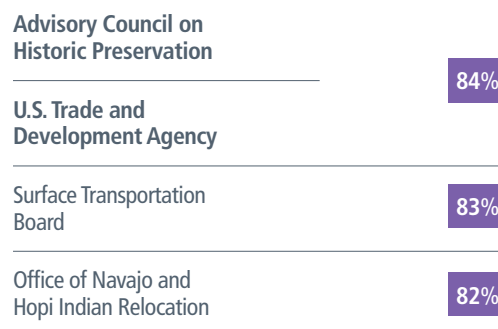 Advisory Council on
Historic Preservation
84%
U.S. Trade and
Development Agency
Surface Transportation
Board
83%
Office of Navajo and
Hopi Indian Relocation
82%